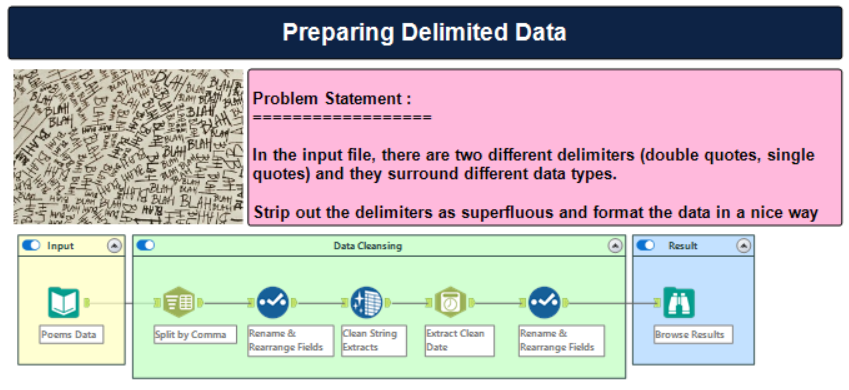 Preparing Delimited Data
BLAH BLAH BLAH
Problem Statement :
==================
In the input file, there are two different delimiters (double quotes, single
quotes) and they surround different data types.
Strip out the delimiters as superfluous and format the data in a nice way
Input
Data Cleansing
Result
Poems Data
Split by Comma
Rename &
Rearrange Fields
Clean String
Extracts
Extract Clean
Date
Rename &
Rearrange Fields
Browse Results